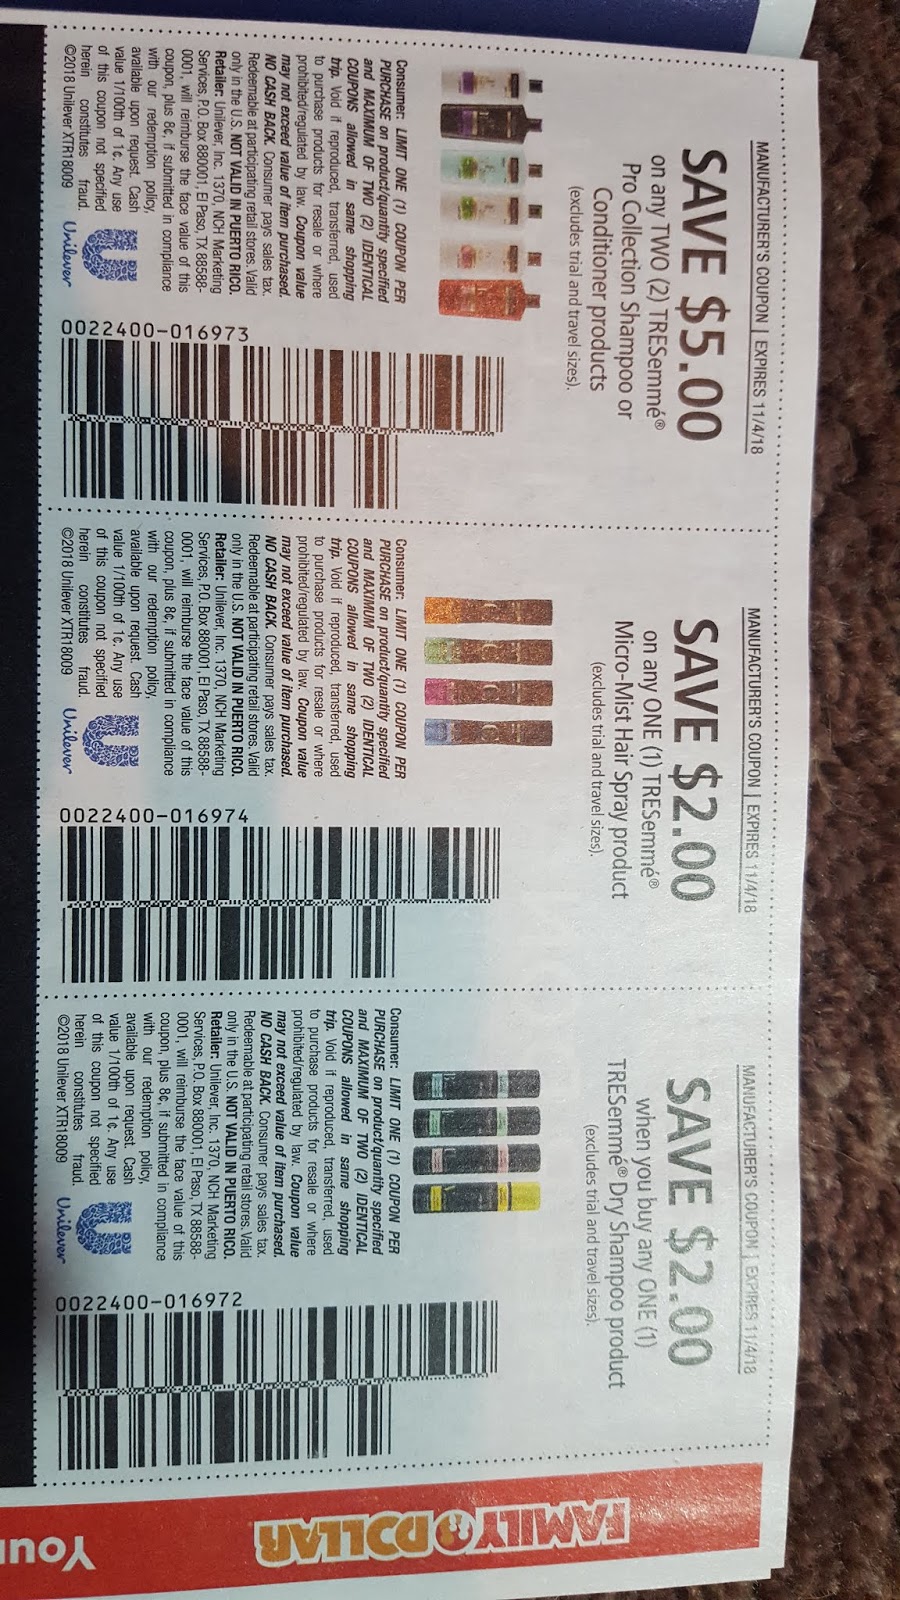 MANUFACTURER'S COUPON | EXPIRES 11/4/18
SAVE $5.00
on any TWO (2) TRESemmé®
Pro Collection Shampoo or
Conditioner products
(excludes trial and travel sizes).
Consumer: LIMIT ONE (1) COUPON PER
PURCHASE on product/quantity specified
and MAXIMUM OF TWO (2) IDENTICAL
COUPONS allowed in same shopping
trip. Void if reproduced, transferred, used
to purchase products for resale or where
prohibited/regulated by law. Coupon value
may not exceed value of item purchased.
NO CASH BACK. Consumer pays sales tax.
Redeemable at participating retail stores. Valid
only in the U.S. NOT VALID IN PUERTO RICO.
Retailer: Unilever, Inc. 1370, NCH Marketing
Services, P.O. Box 880001, El Paso, TX 88588-
0001, will reimburse the face value of this
coupon, plus 8¢, if submitted in compliance
with our redemption policy,
available upon request. Cash
value 1/100th of 1¢. Any use
of this coupon not specified
herein constitutes fraud.
©2018 Unilever XTR18009
Unilever
0022400-016973
MANUFACTURER'S COUPON | EXPIRES 11/4/18
SAVE $2.00
on any ONE (1) TRESemmé®
Micro-Mist Hair Spray product
(excludes trial and travel sizes).
Consumer: LIMIT ONE (1) COUPON PER
PURCHASE on product/quantity specified
and MAXIMUM OF TWO (2) IDENTICAL
COUPONS allowed in same shopping
trip. Void if reproduced, transferred, used
to purchase products for resale or where
prohibited/regulated by law. Coupon value
may not exceed value of item purchased.
NO CASH BACK. Consumer pays sales tax.
Redeemable at participating retail stores. Valid
only in the U.S. NOT VALID IN PUERTO RICO.
Retailer: Unilever, Inc. 1370, NCH Marketing
Services, P.O. Box 880001, El Paso, TX 88588-
0001, will reimburse the face value of this
coupon, plus 8¢, if submitted in compliance
with our redemption policy,
available upon request. Cash
value 1/100th of 1¢. Any use
of this coupon not specified
herein constitutes fraud.
©2018 Unilever XTR18009
Unilever
0022400-016974
MANUFACTURER'S COUPON | EXPIRES 11/4/18
SAVE $2.00
when you buy any ONE (1)
TRESemmé® Dry Shampoo product
(excludes trial and travel sizes).
Consumer: LIMIT ONE (1) COUPON PER
PURCHASE on product/quantity specified
and MAXIMUM OF TWO (2) IDENTICAL
COUPONS allowed in same shopping
trip. Void if reproduced, transferred, used
to purchase products for resale or where
prohibited/regulated by law. Coupon value
may not exceed value of item purchased.
NO CASH BACK. Consumer pays sales tax.
Redeemable at participating retail stores. Valid
only in the U.S. NOT VALID IN PUERTO RICO.
Retailer: Unilever, Inc. 1370, NCH Marketing
Services, P.O. Box 880001, El Paso, TX 88588-
0001, will reimburse the face value of this
coupon, plus 8¢, if submitted in compliance
with our redemption policy,
available upon request. Cash
value 1/100th of 1¢. Any use
of this coupon not specified
herein constitutes fraud.
©2018 Unilever XTR18009
Unilever
0022400-016972
FAMILY DOLLAR